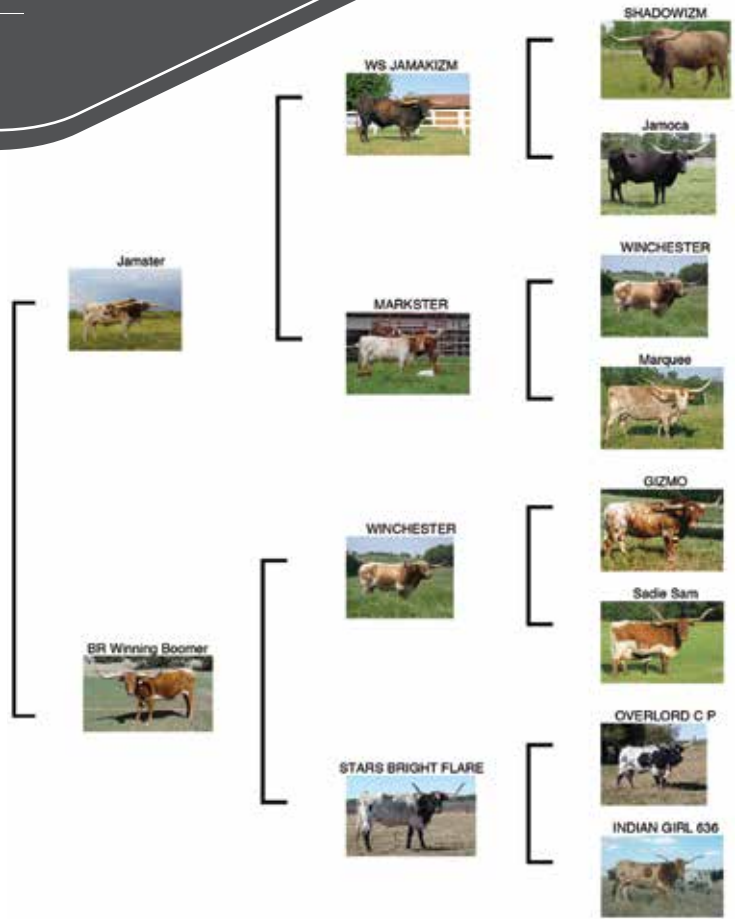 SHADOWIZM
WS JAMAKIZM
Jamoca
WINCHESTER
Jamster
MARKSTER
Marquee
GIZMO
WINCHESTER
Sadie Sam
BR Winning Boomer
OVERLORD C P
STARS BRIGHT FLARE
INDIAN GIRL 636